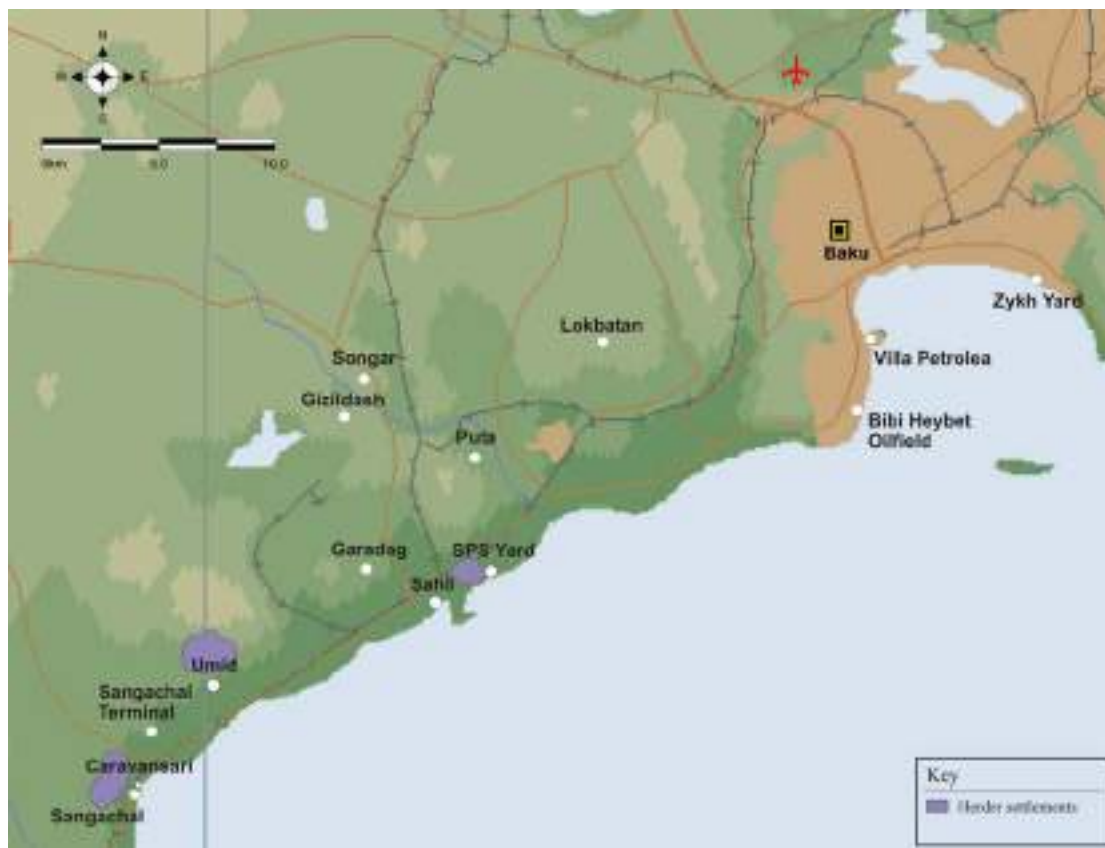 N
W
E
S
0km
5.0
10.0
Baku
Zykh Yard
Lokbatan
Villa Petrolea
Songar
Gizildash
Bibi Heybet
Oilfield
Puta
Garadag
SPS Yard
Sahil
Umid
Sangachal
Terminal
Caravansari
Sangachal
Key
Herder settlements